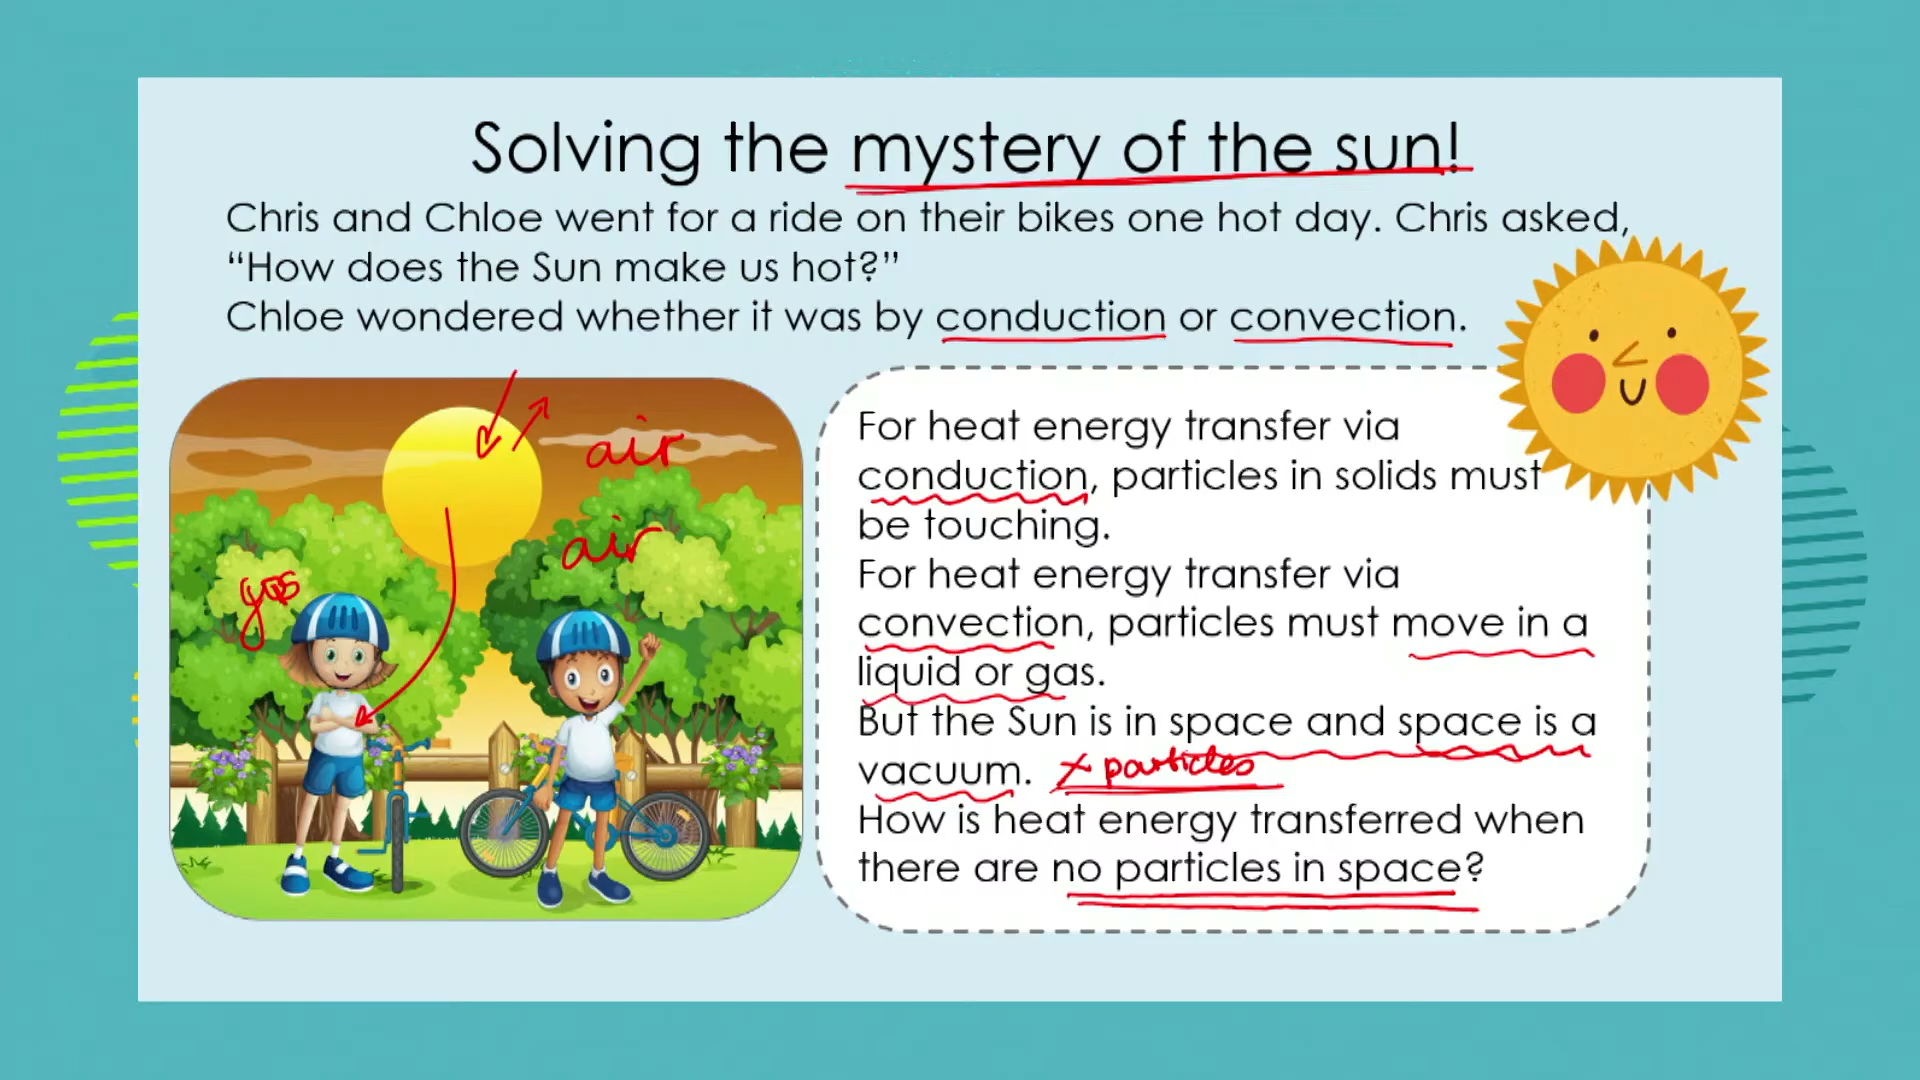 Solving the mystery of the sun!
Chris and Chloe went for a ride on their bikes one hot day. Chris asked,
“How does the Sun make us hot?”
Chloe wondered whether it was by conduction or convection.
air
air
gas
For heat energy transfer via
conduction, particles in solids must
be touching.
For heat energy transfer via
convection, particles must move in a
liquid or gas.
But the Sun is in space and space is a
vacuum. x particles
How is heat energy transferred when
there are no particles in space?